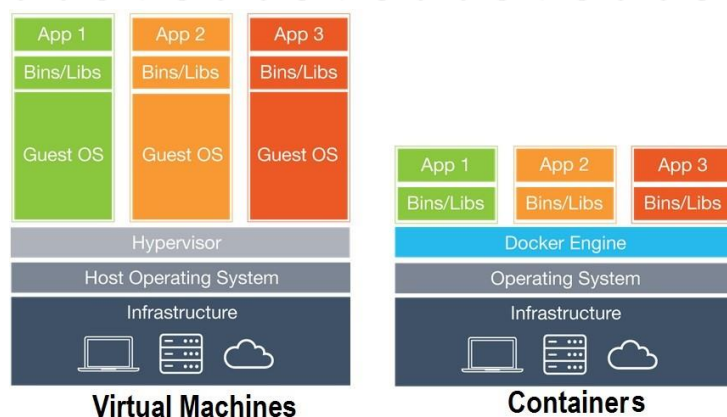 App 1 App 2 App 3
Bins/Libs Bins/Libs Bins/Libs
Guest OS Guest OS Guest OS
Hypervisor
Host Operating System
Infrastructure
Virtual Machines
App 1 App 2 App 3
Bins/Libs Bins/Libs Bins/Libs
Docker Engine
Operating System
Infrastructure
Containers